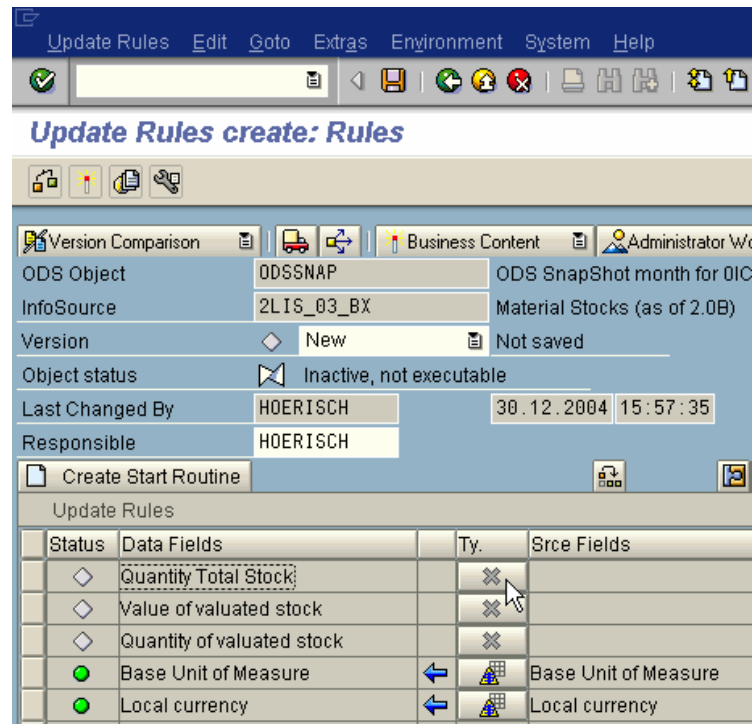 Update Rules Edit Goto Extras Environment System Help
Update Rules create: Rules
Version Comparison Business Content Administrator Wo
ODS Object ODSSNAP ODS SnapShot month for 0IC
InfoSource 2LIS_03_BX Material Stocks (as of 2.0B)
Version New Not saved
Object status Inactive, not executable
Last Changed By HOERISCH 30.12.2004 15:57:35
Responsible HOERISCH
Create Start Routine
Update Rules
Status Data Fields Ty. Srce Fields
Quantity Total Stock
Value of valuated stock
Quantity of valuated stock
Base Unit of Measure Base Unit of Measure
Local currency Local currency